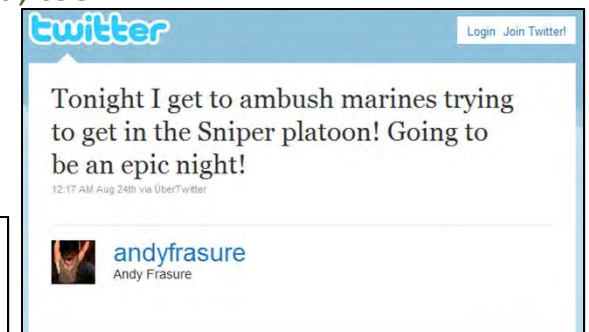 twitter
Login Join Twitter!
Tonight I get to ambush marines trying
to get in the Sniper platoon! Going to
be an epic night!
12:17 AM Aug 24th via ÜberTwitter
andyfrasure
Andy Frasure